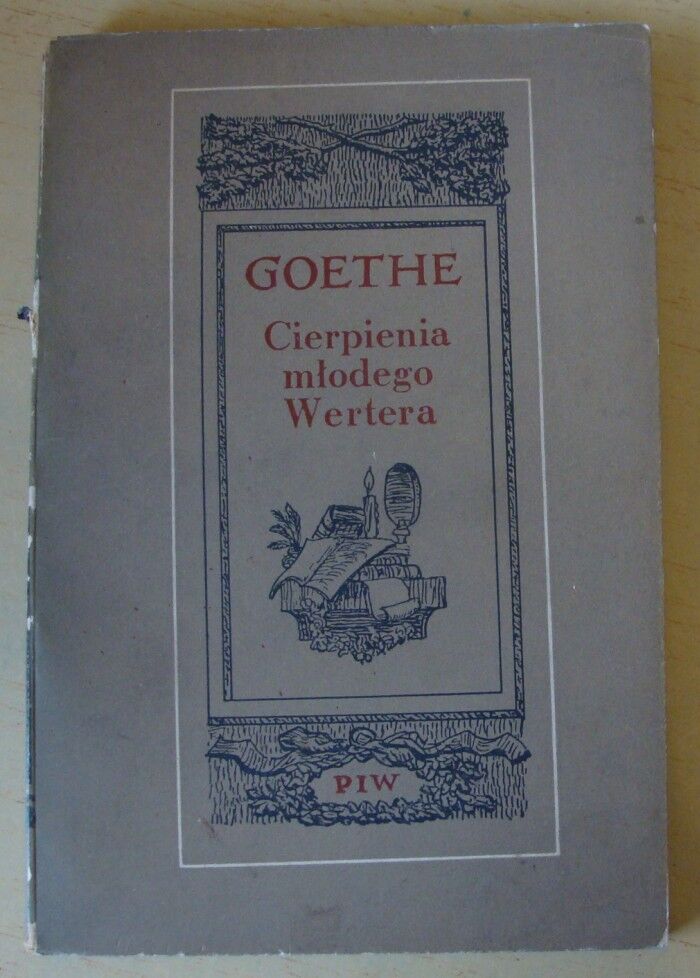 GOETHE
Cierpienia
młodego
Wertera
PIW